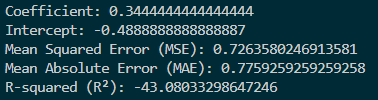 Coefficient: 0.3444444444444444
Intercept: -0.4888888888888887
Mean Squared Error (MSE): 0.7263580246913581
Mean Absolute Error (MAE): 0.7759259259259258
R-squared (R²): -43.08033298647246